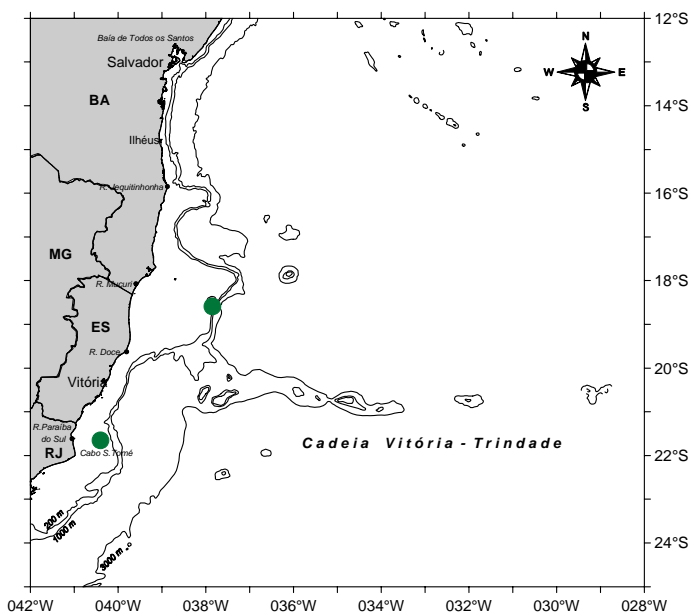 12°S
Baía de Todos os Santos
N
Salvador
W
E
S
BA
14°S
Ilhéus
R. Jequitinhonha
16°S
MG
R. Mucuri
18°S
ES
R. Doce
20°S
Vitória
R.Paraíba
do Sul
Cadeia Vitória - Trindade
RJ
Cabo S.Tomé
22°S
200 m
1000 m
3000 m
24°S
042°W
040°W
038°W
036°W
034°W
032°W
030°W
028°W